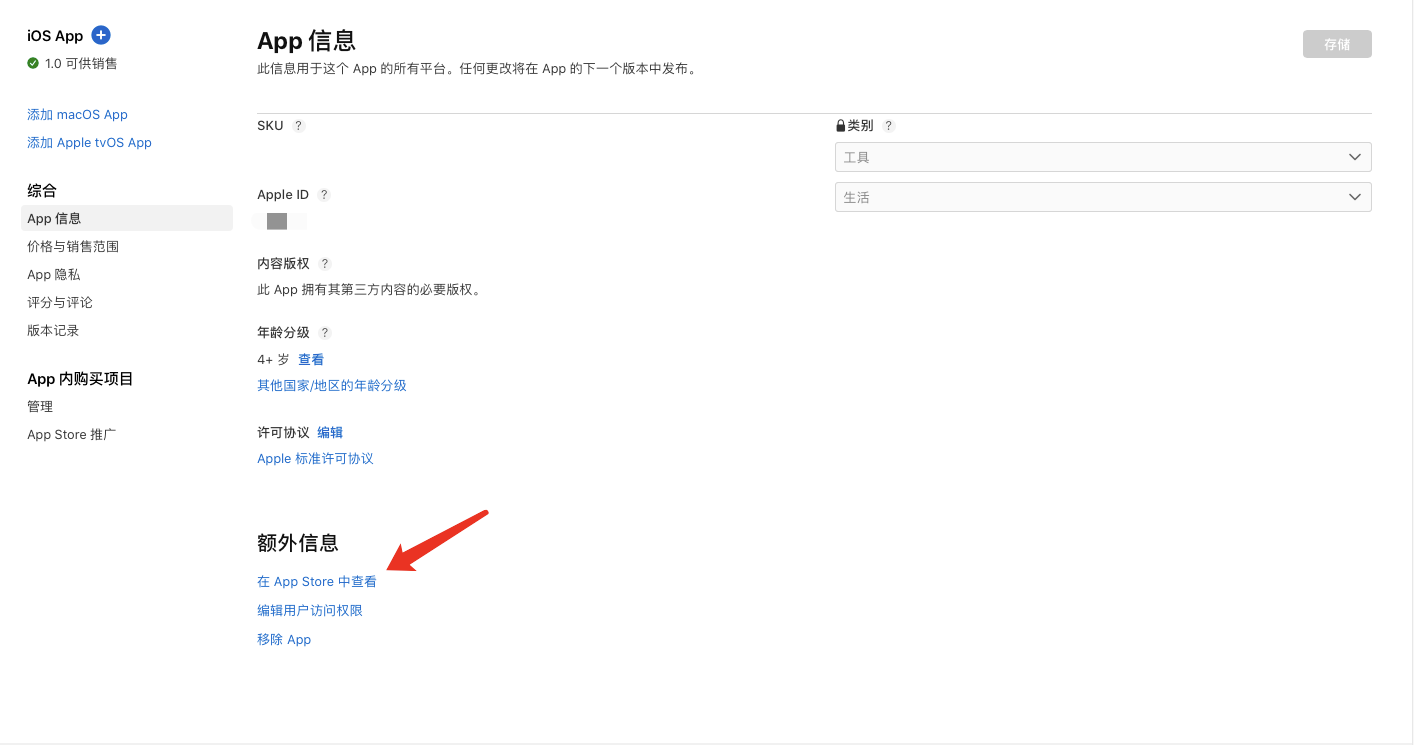 iOS App
1.0 可供销售
添加 macOS App
添加 Apple tvOS App
综合
App 信息
价格与销售范围
App 隐私
评分与评论
版本记录
App 内购买项目
管理
App Store 推广
App 信息
存储
此信息用于这个 App 的所有平台。任何更改将在 App 的下一个版本中发布。
SKU ?
Apple ID ?
内容版权 ?
此 App 拥有其第三方内容的必要版权。
年龄分级 ?
4+ 岁 查看
其他国家/地区的年龄分级
许可协议 编辑
Apple 标准许可协议
类别 ?
工具
生活
额外信息
在 App Store 中查看
编辑用户访问权限
移除 App